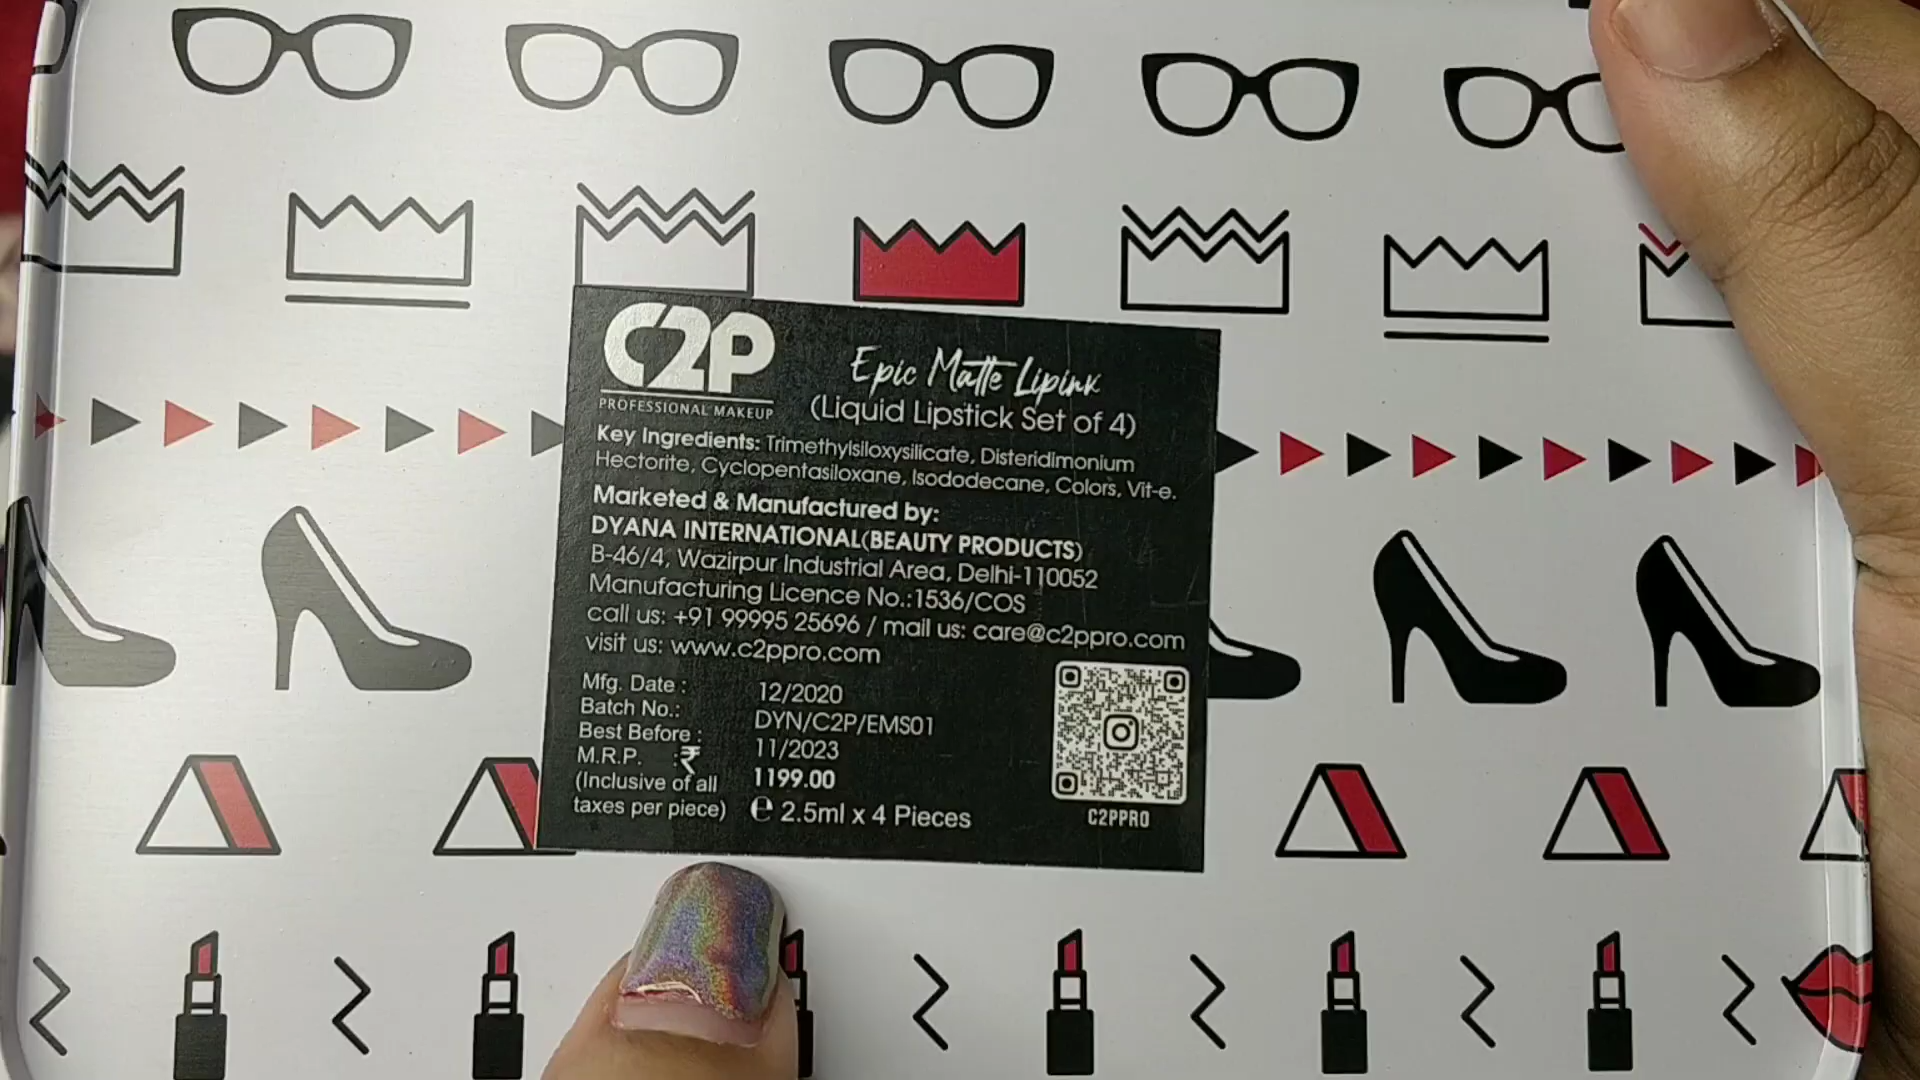 C2P
PROFESSIONAL MAKEUP
Epic Matte Lipink
(Liquid Lipstick Set of 4)
Key Ingredients: Trimethylsiloxysilicate, Disteridimonium
Hectorite, Cyclopentasiloxane, Isododecane, Colors, Vit-e.
Marketed & Manufactured by:
DYANA INTERNATIONAL(BEAUTY PRODUCTS)
B-46/4, Wazirpur Industrial Area, Delhi-110052
Manufacturing Licence No.:1536/COS
call us: +91 99995 25696 / mail us: care@c2ppro.com
visit us: www.c2ppro.com
Mfg. Date : 12/2020
Batch No.: DYN/C2P/EMS01
Best Before : 11/2023
M.R.P. :₹ 1199.00
(Inclusive of all
taxes per piece) ℮ 2.5ml x 4 Pieces
C2PPRO